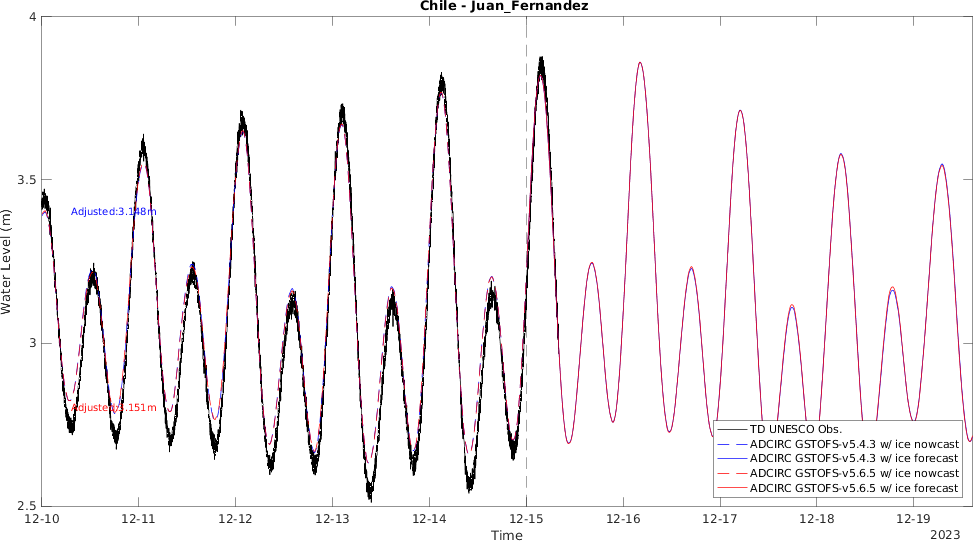 Chile - Juan_Fernandez
4
3.5
3
2.5
Water Level (m)
Adjusted:3.148m
Adjusted:3.151m
TD UNESCO Obs.
ADCIRC GSTOFS-v5.4.3 w/ ice nowcast
ADCIRC GSTOFS-v5.4.3 w/ ice forecast
ADCIRC GSTOFS-v5.6.5 w/ ice nowcast
ADCIRC GSTOFS-v5.6.5 w/ ice forecast
12-10 12-11 12-12 12-13 12-14 12-15 12-16 12-17 12-18 12-19
Time
2023